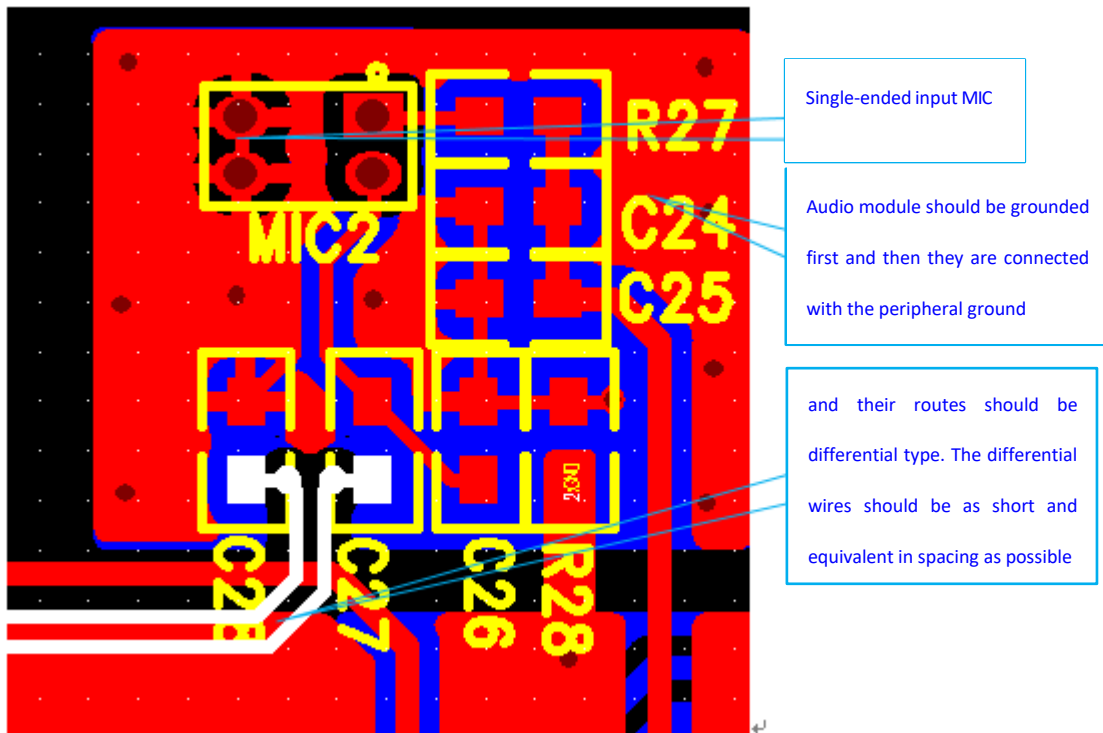 Single-ended input MIC
R27
Audio module should be grounded
first and then they are connected
with the peripheral ground
C24
MIC2
C25
and their routes should be
differential type. The differential
wires should be as short and
equivalent in spacing as possible
C28
C27
C26
R28